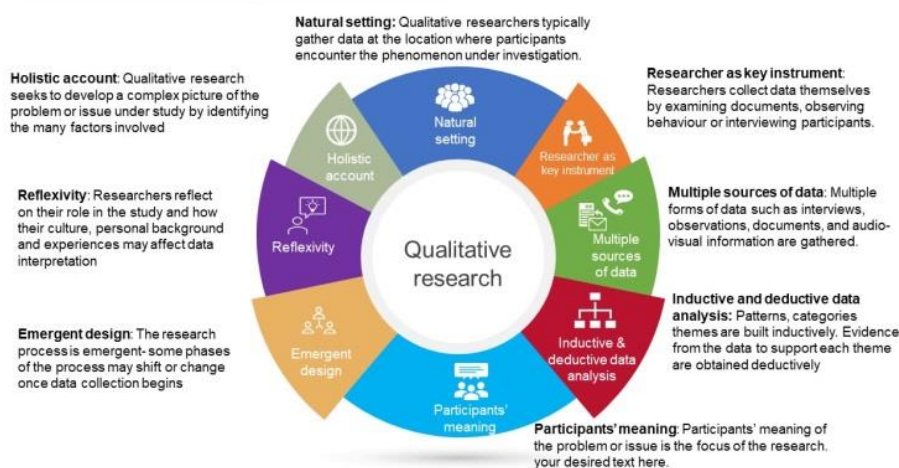 Natural setting: Qualitative researchers typically
gather data at the location where participants
encounter the phenomenon under investigation.
Holistic account: Qualitative research
seeks to develop a complex picture of the
problem or issue under study by identifying
the many factors involved
Researcher as key instrument:
Researchers collect data themselves
by examining documents, observing
behaviour or interviewing participants.
Reflexivity: Researchers reflect
on their role in the study and how
their culture, personal background
and experiences may affect data
interpretation
Multiple sources of data: Multiple
forms of data such as interviews,
observations, documents, and audio-
visual information are gathered.
Emergent design: The research
process is emergent- some phases
of the process may shift or change
once data collection begins
Inductive and deductive data
analysis: Patterns, categories
themes are built inductively. Evidence
from the data to support each theme
are obtained deductively
Participants' meaning: Participants' meaning of
the problem or issue is the focus of the research.
your desired text here.
Natural
setting
Researcher as
key instrument
Multiple
sources
of data
Inductive &
deductive data
analysis
Participants'
meaning
Emergent
design
Reflexivity
Holistic
account
Qualitative
research